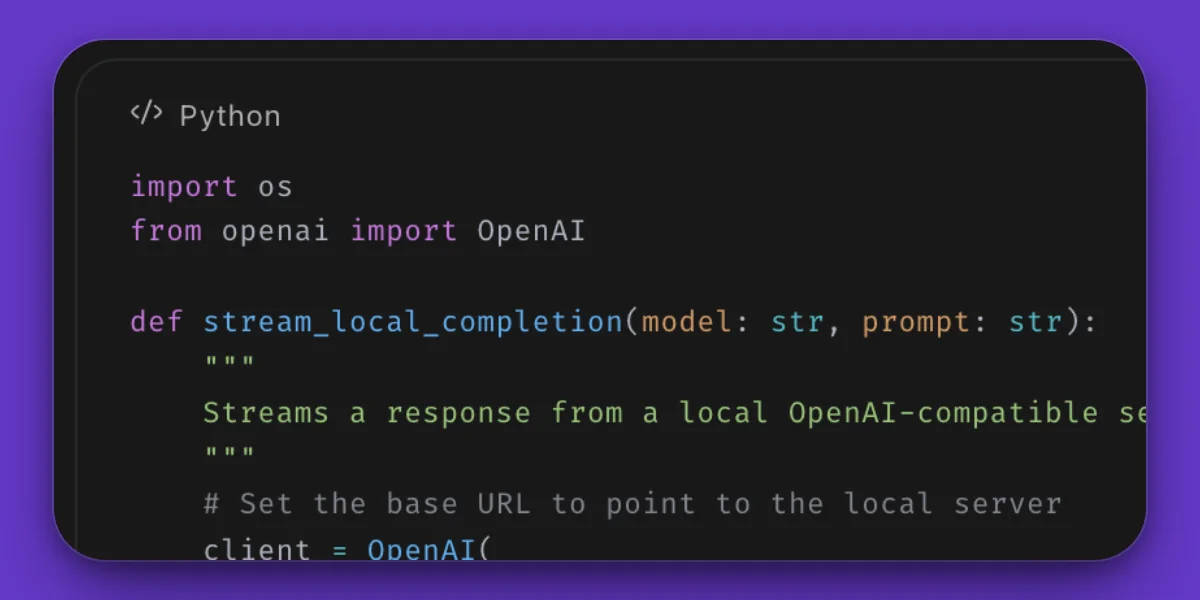 </> Python
import os
from openai import OpenAI
def stream_local_completion(model: str, prompt: str):
"""
Streams a response from a local OpenAI-compatible
"""
# Set the base URL to point to the local server
client = OpenAI(